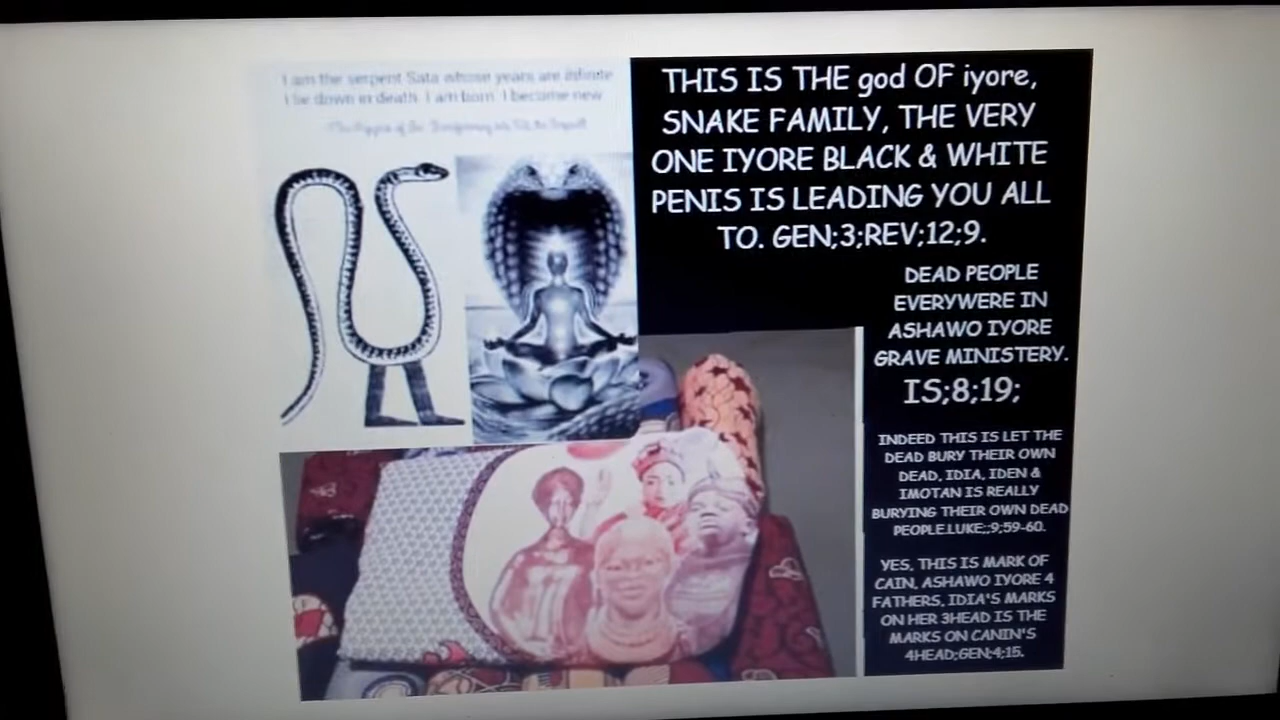 I am the serpent Sata whose years are infinite
I lie down in death. I am born. I become new
THIS IS THE god OF iyore,
SNAKE FAMILY, THE VERY
ONE IYORE BLACK & WHITE
PENIS IS LEADING YOU ALL
TO. GEN;3;REV;12;9.
DEAD PEOPLE
EVERYWERE IN
ASHAWO IYORE
GRAVE MINISTERY.
IS;8;19;
INDEED THIS IS LET THE
DEAD BURY THEIR OWN
DEAD, IDIA, IDEN &
IMOTAN IS REALLY
BURYING THEIR OWN DEAD
PEOPLE.LUKE;;9;59-60.
YES, THIS IS MARK OF
CAIN, ASHAWO IYORE 4
FATHERS, IDIA'S MARKS
ON HER 3HEAD IS THE
MARKS ON CANIN'S
4HEAD;GEN;4;15.